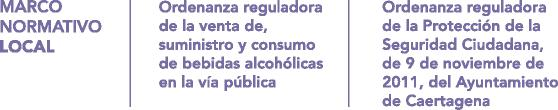 MARCO
NORMATIVO
LOCAL
Ordenanza reguladora
de la venta de,
suministro y consumo
de bebidas alcohólicas
en la vía pública
Ordenanza reguladora
de la Protección de la
Seguridad Ciudadana,
de 9 de noviembre de
2011, del Ayuntamiento
de Caertagena